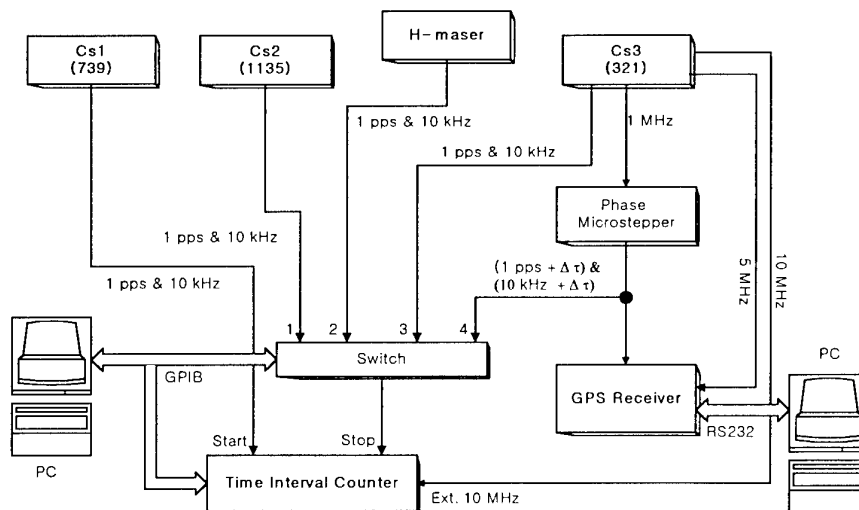 Cs1
(739)
Cs2
(1135)
H-maser
Cs3
(321)
1 pps & 10 kHz
1 MHz
1 pps & 10 kHz
Phase
Microstepper
1 pps & 10 kHz
(1 pps + Δ τ) &
(10 kHz + Δ τ)
5 MHz
10 MHz
1 pps & 10 kHz
1
2
3
4
Switch
GPIB
PC
GPS Receiver
RS232
PC
Start
Stop
Time Interval Counter
Ext. 10 MHz